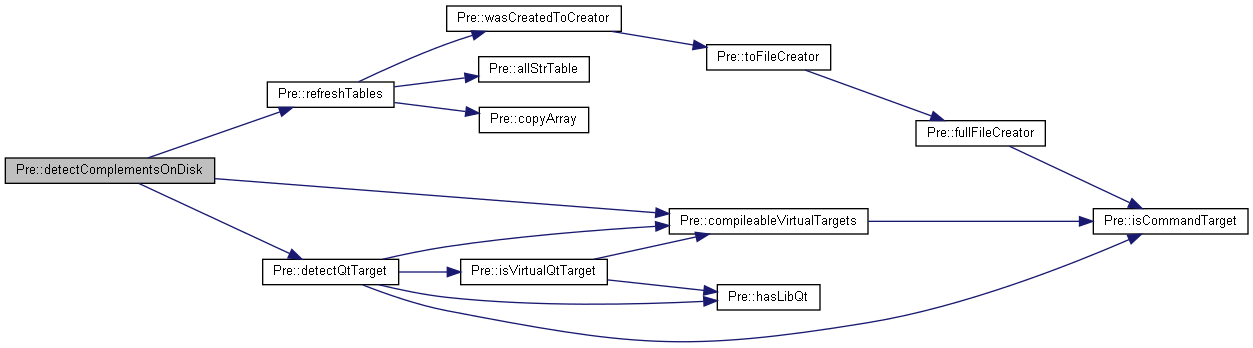 Pre::wasCreatedToCreator
Pre::toFileCreator
Pre::allStrTable
Pre::refreshTables
Pre::copyArray
Pre::fullFileCreator
Pre::detectComplementsOnDisk
Pre::compileableVirtualTargets
Pre::isCommandTarget
Pre::detectQtTarget
Pre::isVirtualQtTarget
Pre::hasLibQt